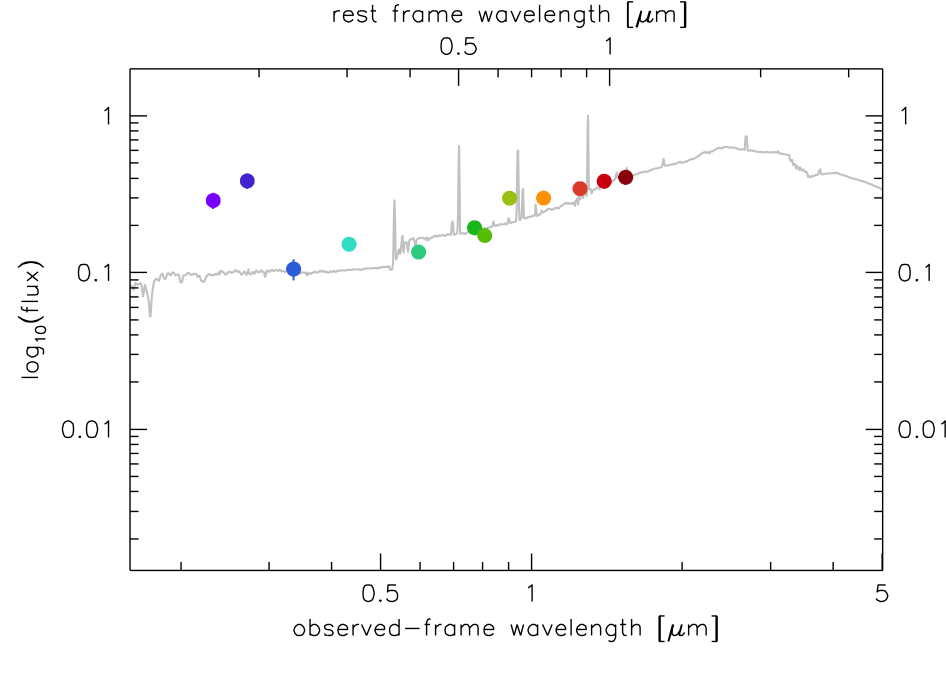 rest frame wavelength [μm]
0.5 1
1 1
0.1 0.1
log10(flux)
0.01 0.01
0.5 1 5
observed-frame wavelength [μm]